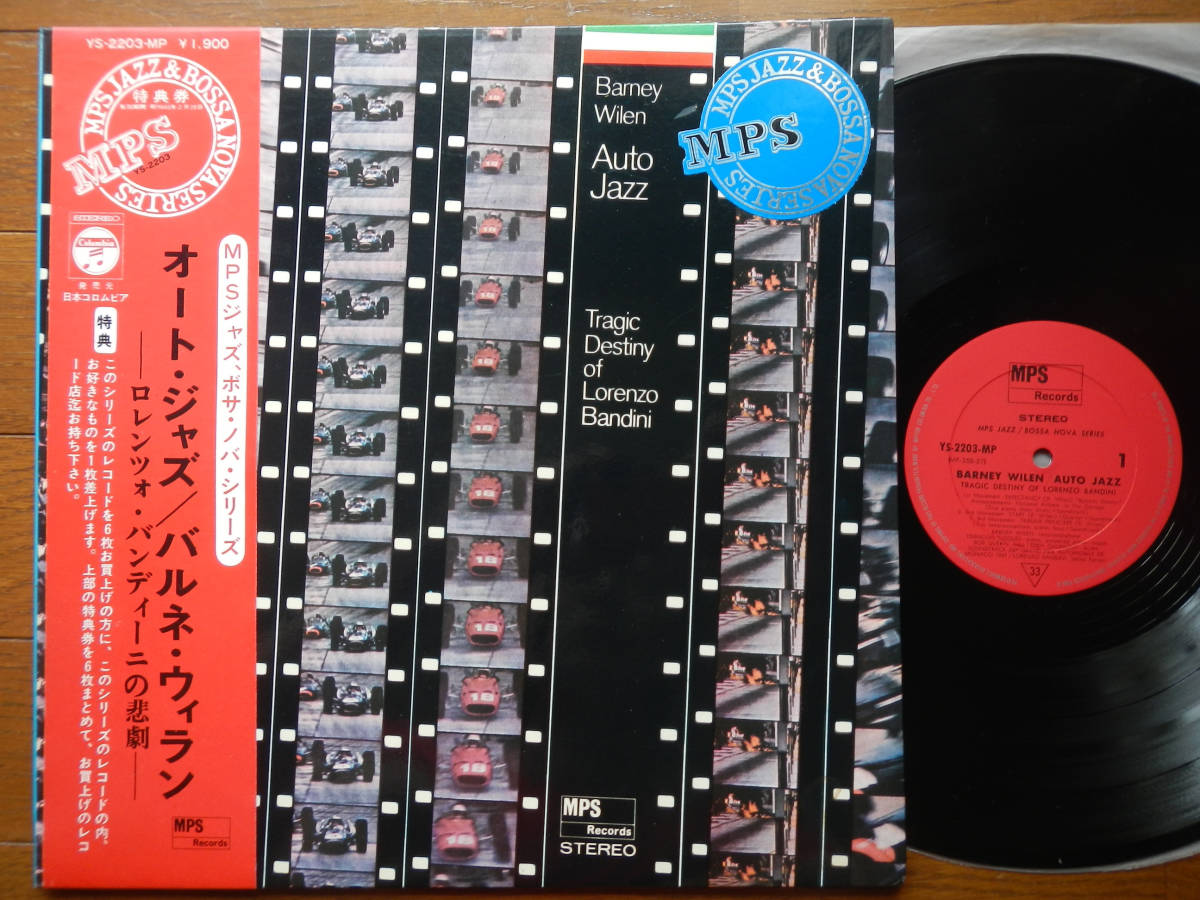 YS-2203-MP ¥1,900
MPS JAZZ & BOSSA NOVA SERIES
特典券
MPS
YS-2203
Columbia
発売元
日本コロムビア
MPSジャズ、ボサ・ノバ・シリーズ
オート・ジャズ/バルネ・ウィラン
——ロレンツォ・バンディーニの悲劇——
特典
このシリーズのレコードを6枚お買上げの方に、このシリーズのレコードの内、
お好きなものを1枚差上げます。上部の特典券を6枚まとめて、お買上げのレコ
ード店迄お持ち下さい。
MPS
Records
Barney
Wilen
Auto
Jazz
MPS JAZZ & BOSSA NOVA SERIES
MPS
Tragic
Destiny
of
Lorenzo
Bandini
MPS
Records
STEREO
MPS
Records
STEREO
MPS JAZZ / BOSSA NOVA SERIES
YS-2203-MP
1
BARNEY WILEN AUTO JAZZ
TRAGIC DESTINY OF LORENZO BANDINI
33